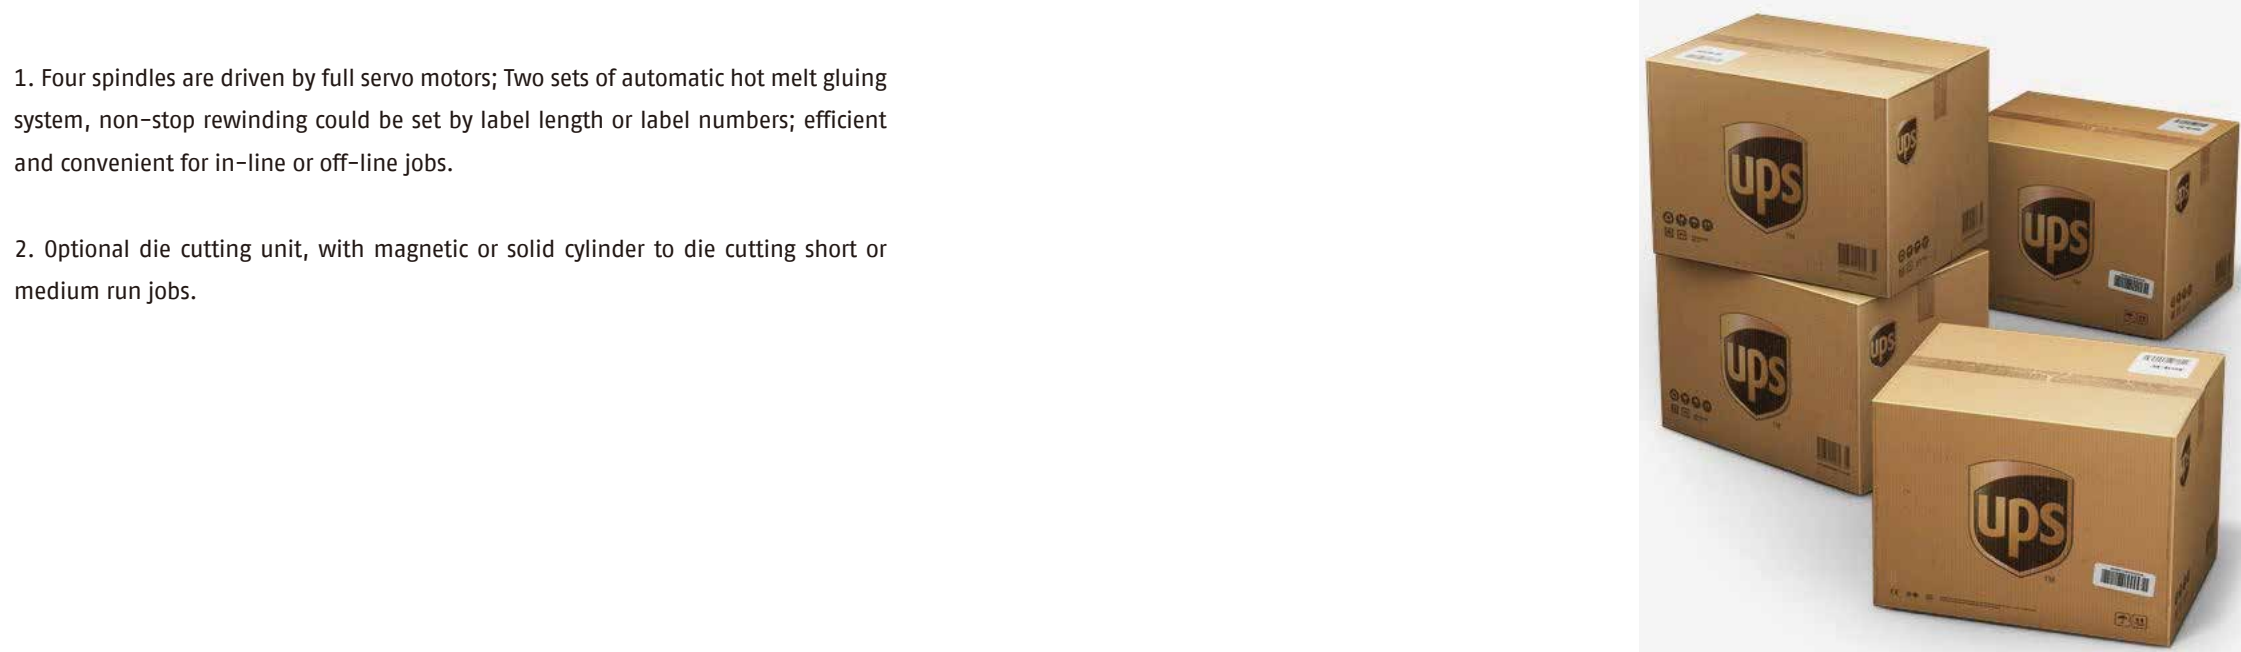 1. Four spindles are driven by full servo motors; Two sets of automatic hot melt gluing
system, non-stop rewinding could be set by label length or label numbers; efficient
and convenient for in-line or off-line jobs.
2. Optional die cutting unit, with magnetic or solid cylinder to die cutting short or
medium run jobs.
ups
ups
ups
ups
ups
ups
TM
ups
TM